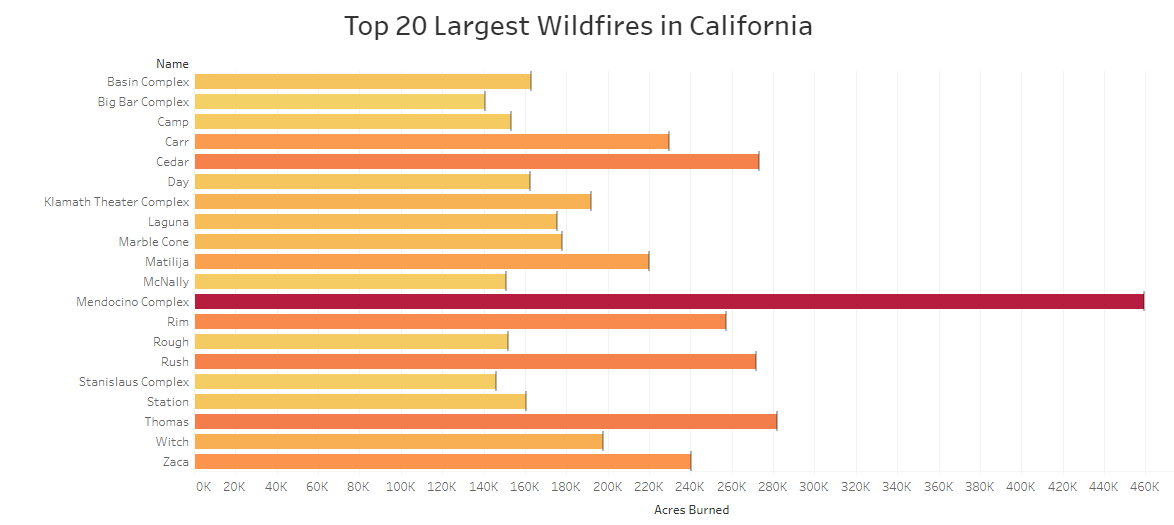 Top 20 Largest Wildfires in California
Name
Basin Complex
Big Bar Complex
Camp
Carr
Cedar
Day
Klamath Theater Complex
Laguna
Marble Cone
Matilija
McNally
Mendocino Complex
Rim
Rough
Rush
Stanislaus Complex
Station
Thomas
Witch
Zaca
0K 20K 40K 60K 80K 100K 120K 140K 160K 180K 200K 220K 240K 260K 280K 300K 320K 340K 360K 380K 400K 420K 440K 460K
Acres Burned